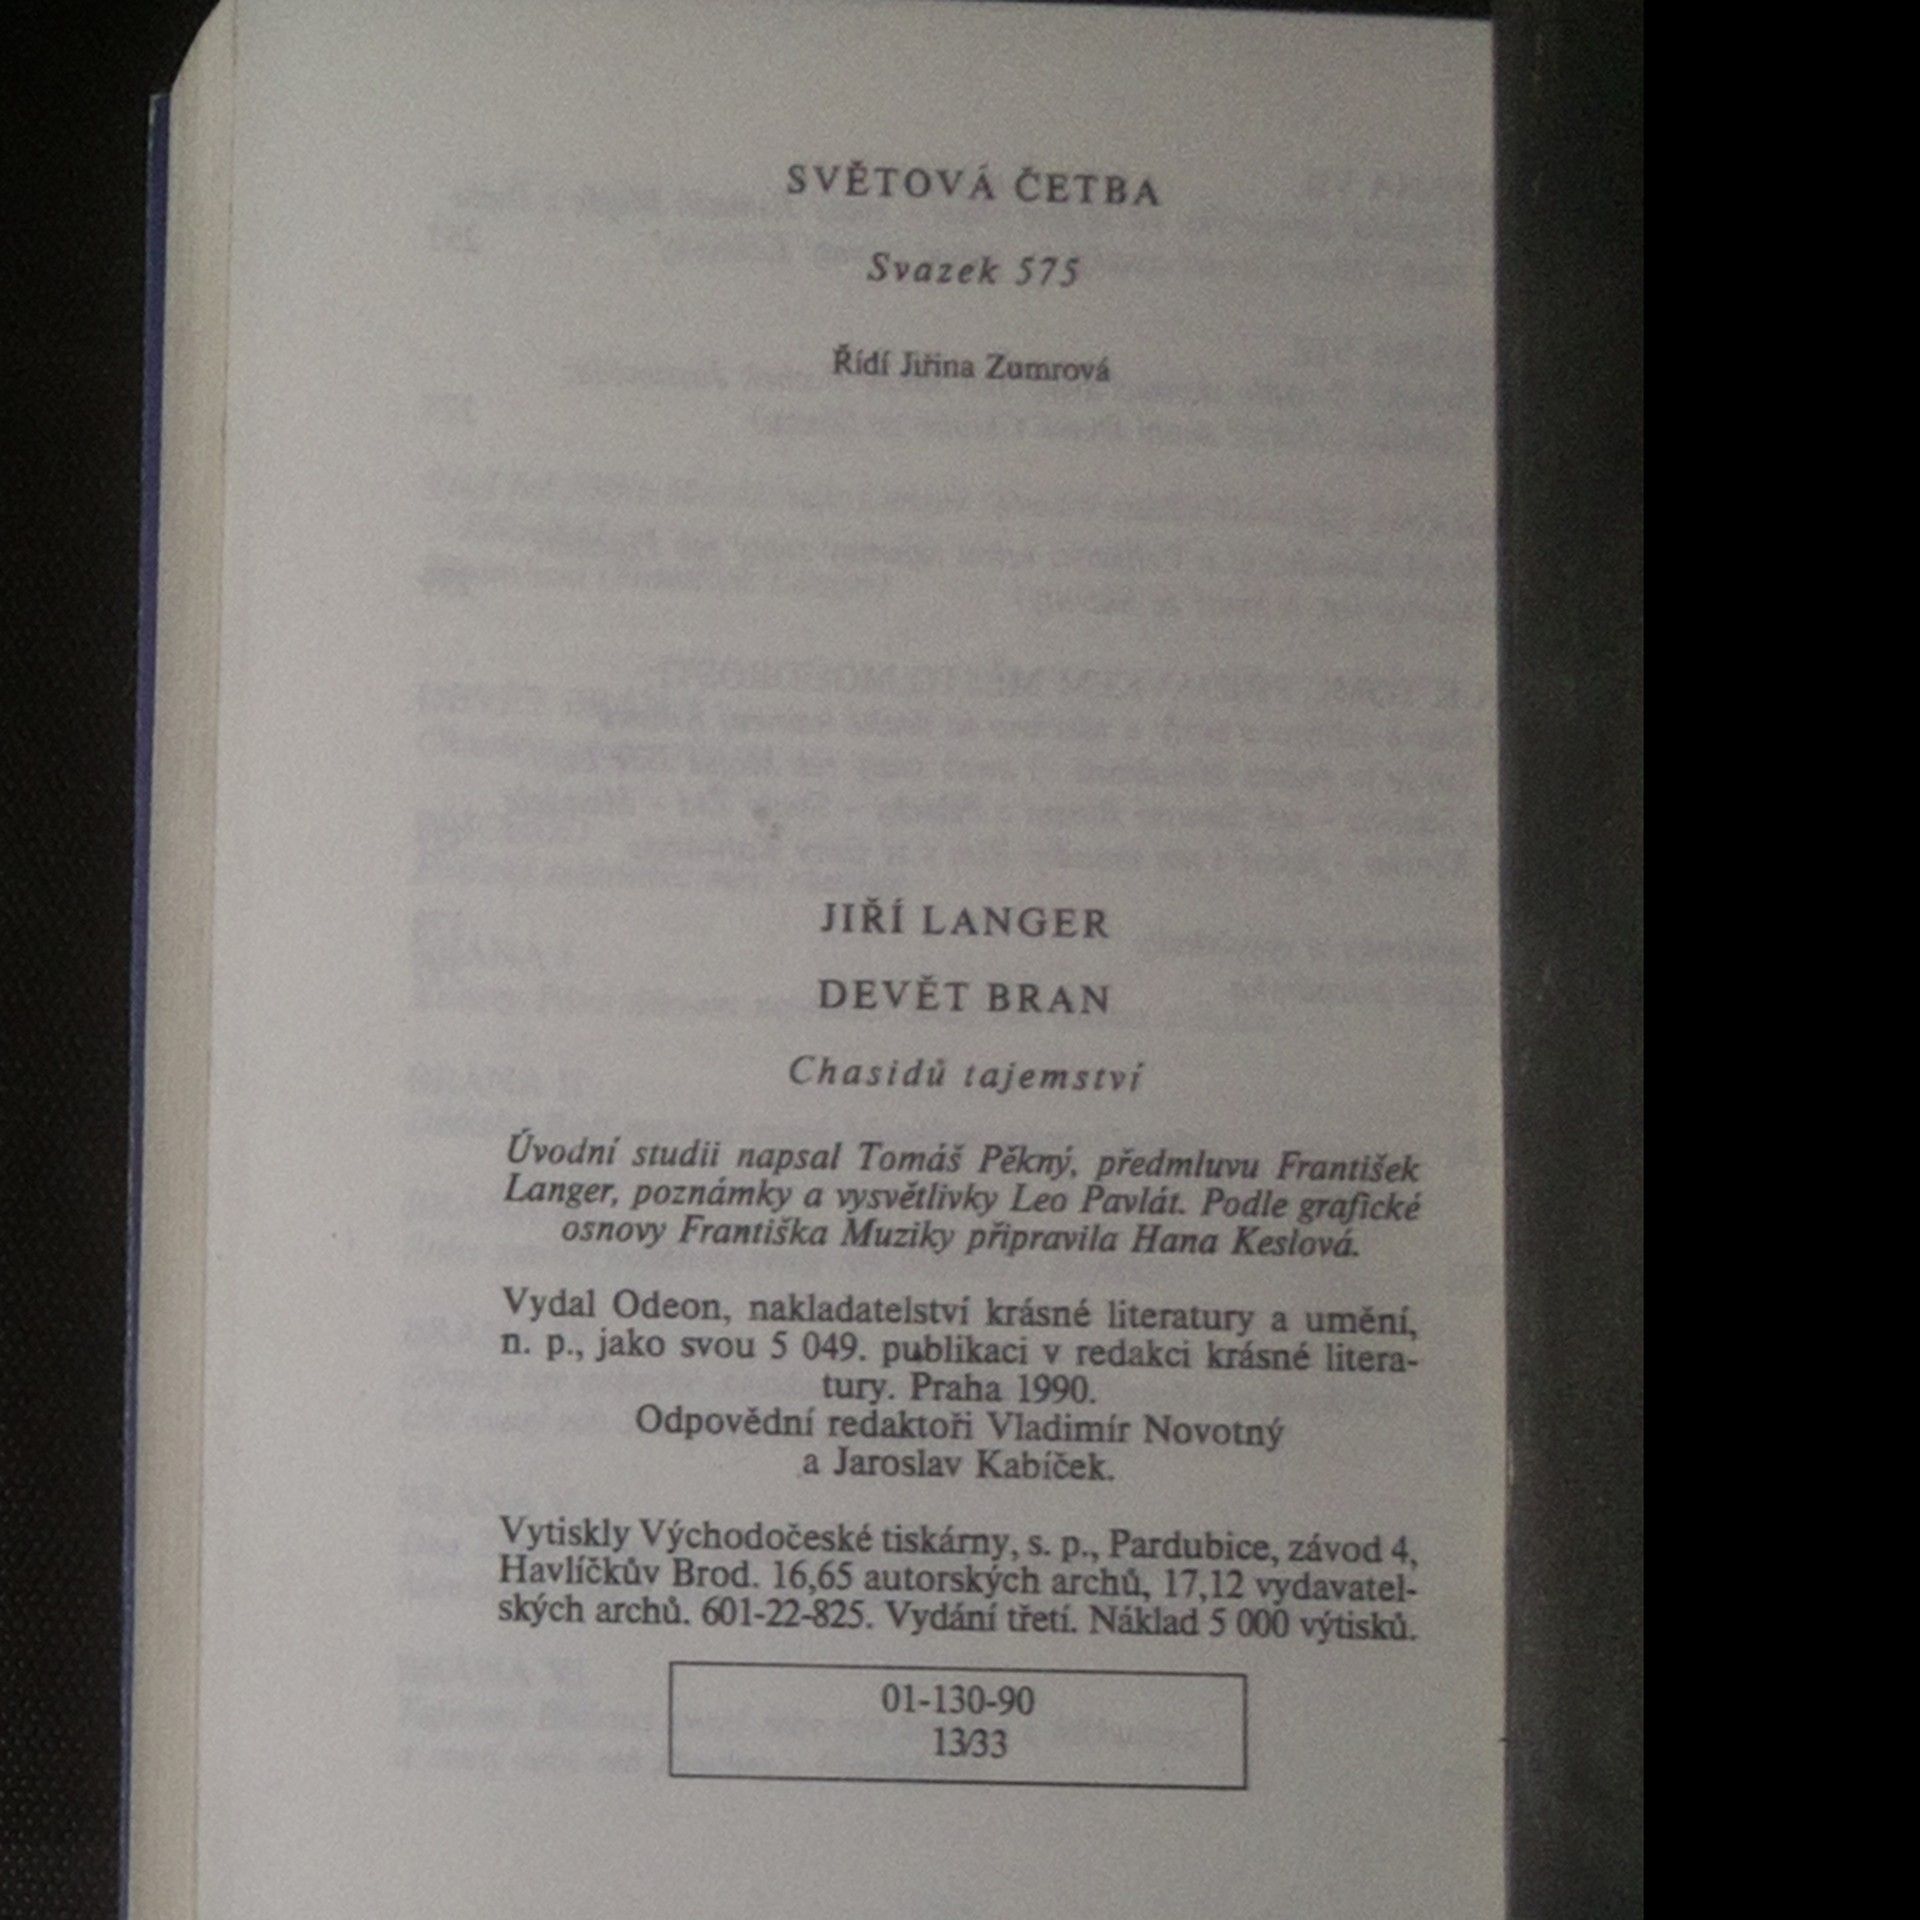 SVĚTOVÁ ČETBA
Svazek 575
Řídí Jiřina Zumrová
JIŘÍ LANGER
DEVĚT BRAN
Chasidů tajemství
Úvodní studii napsal Tomáš Pěkný, předmluvu František
Langer, poznámky a vysvětlivky Leo Pavlát. Podle grafické
osnovy Františka Muziky připravila Hana Keslová.
Vydal Odeon, nakladatelství krásné literatury a umění,
n. p., jako svou 5 049. publikaci v redakci krásné litera-
tury. Praha 1990.
Odpovědní redaktoři Vladimír Novotný
a Jaroslav Kabíček.
Vytiskly Východočeské tiskárny, s. p., Pardubice, závod 4,
Havlíčkův Brod. 16,65 autorských archů, 17,12 vydavatel-
ských archů. 601-22-825. Vydání třetí. Náklad 5 000 výtisků.
01-130-90
13/33